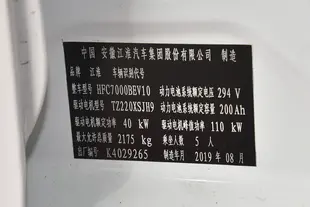 中国 安徽江淮汽车集团股份有限公司 制造
品牌 江淮 车辆识别代号
整车型号 HFC7000BEV10 动力电池系统额定电压 294 V
驱动电机型号 TZ220XSJH9 动力电池系统额定容量 200Ah
驱动电机额定功率 40 kW 驱动电机峰值功率 110 kW
最大允许总质量 2175 kg 乘坐人数 5 人
出厂编号 K4029265 制造年月 2019 年 08 月